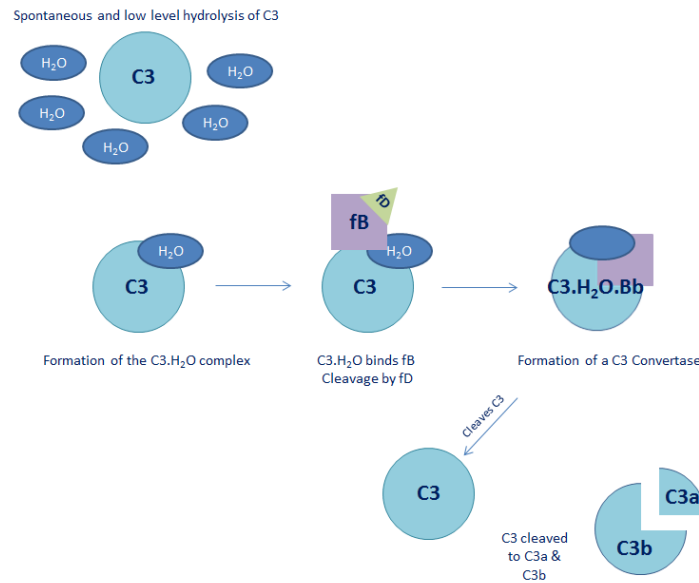 Spontaneous and low level hydrolysis of C3
H₂O
C3
H₂O
H₂O
H₂O
H₂O
fB
fD
H₂O
C3
H₂O
C3
C3.H₂O.Bb
Formation of the C3.H₂O complex
C3.H₂O binds fB
Cleavage by fD
Formation of a C3 Convertase
Cleaves C3
C3
C3a
C3b
C3 cleaved
to C3a &
C3b